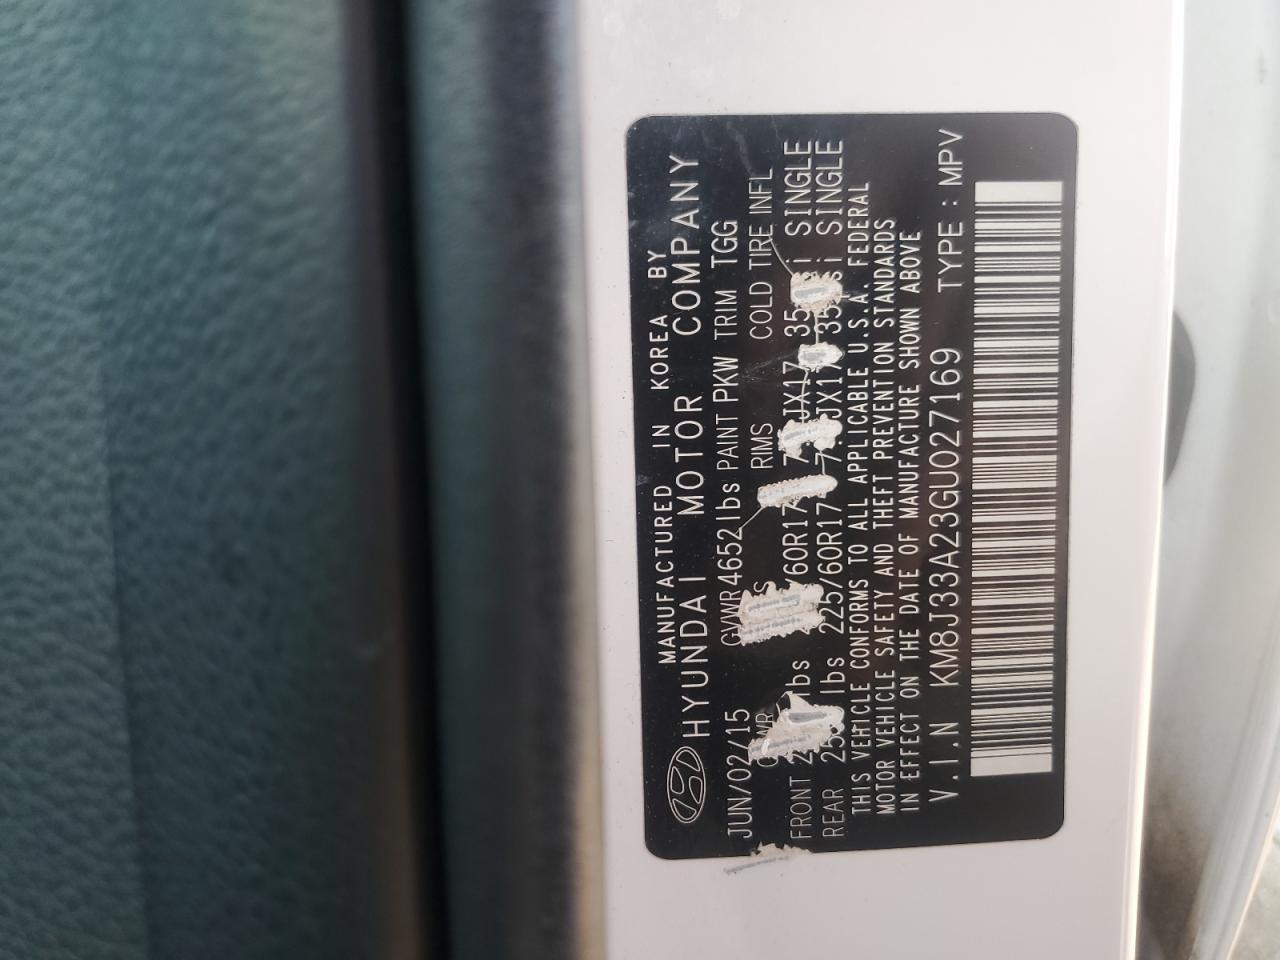 MANUFACTURED IN KOREA BY
HYUNDAI MOTOR COMPANY
JUN/02/15 GVWR 4652lbs PAINT PKW TRIM TGG
RIMS COLD TIRE INFL
FRONT lbs 60R17 JX17 35 SINGLE
REAR lbs 225/60R17 JX17 SINGLE
THIS VEHICLE CONFORMS TO ALL APPLICABLE U.S.A. FEDERAL
MOTOR VEHICLE SAFETY AND THEFT PREVENTION STANDARDS
IN EFFECT ON THE DATE OF MANUFACTURE SHOWN ABOVE
V.I.N KM8J33A23GU027169 TYPE : MPV